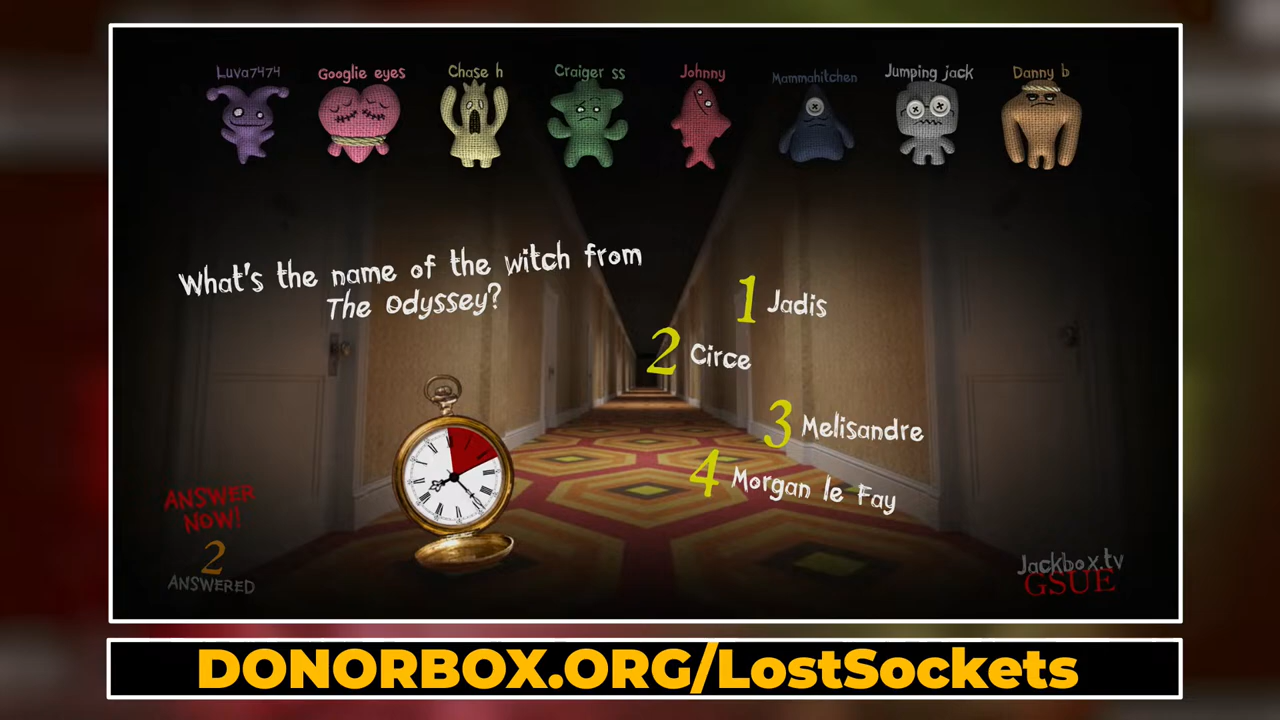 Luva7474
Googlie eyes
Chase h
Craiger ss
Johnny
Mammahitchen
Jumping jack
Danny b
What's the name of the witch from
The Odyssey?
1 Jadis
2 Circe
3 Melisandre
4 Morgan le Fay
ANSWER
NOW!
2
ANSWERED
Jackbox.tv
GSUE
DONORBOX.ORG/LostSockets